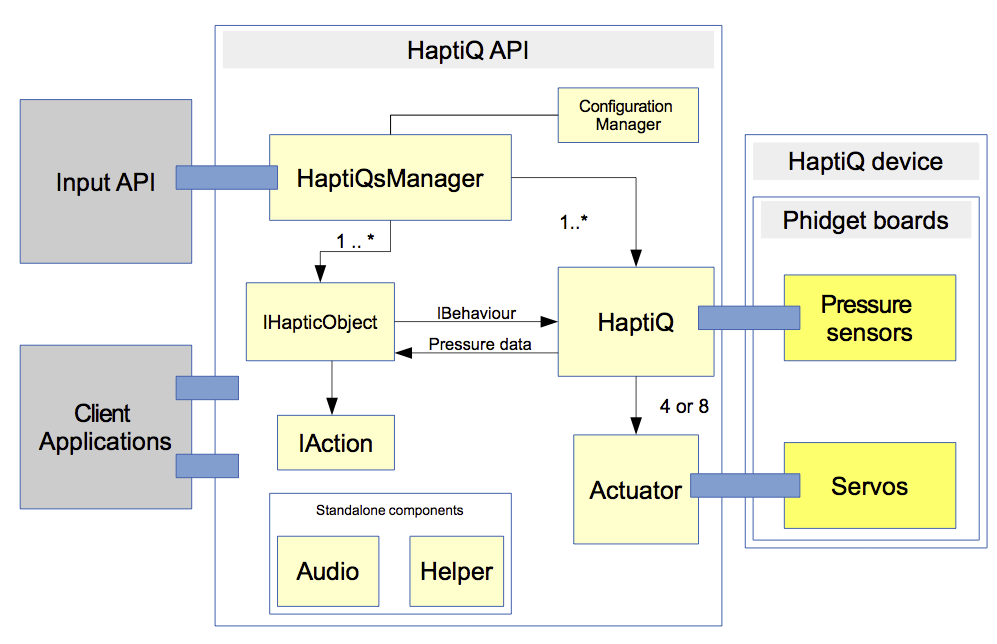 HaptiQ API
Configuration
Manager
Input API
HaptiQsManager
HaptiQ device
Phidget boards
1 .. *
1..*
IHapticObject
IBehaviour
Pressure data
HaptiQ
Pressure
sensors
Client
Applications
IAction
4 or 8
Actuator
Servos
Standalone components
Audio
Helper